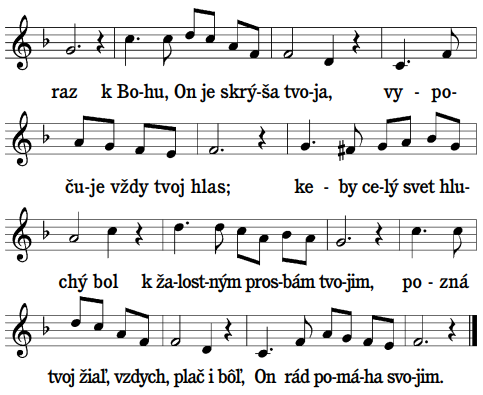 raz k Bo-hu, On je skrý-ša tvo-ja, vy - po-
ču-je vždy tvoj hlas; ke - by ce-lý svet hlu-
chý bol k ža-lost-ným pros-bám tvo-jim, po - zná
tvoj žiaľ, vzdych, plač i bôľ, On rád po-má-ha svo-jim.